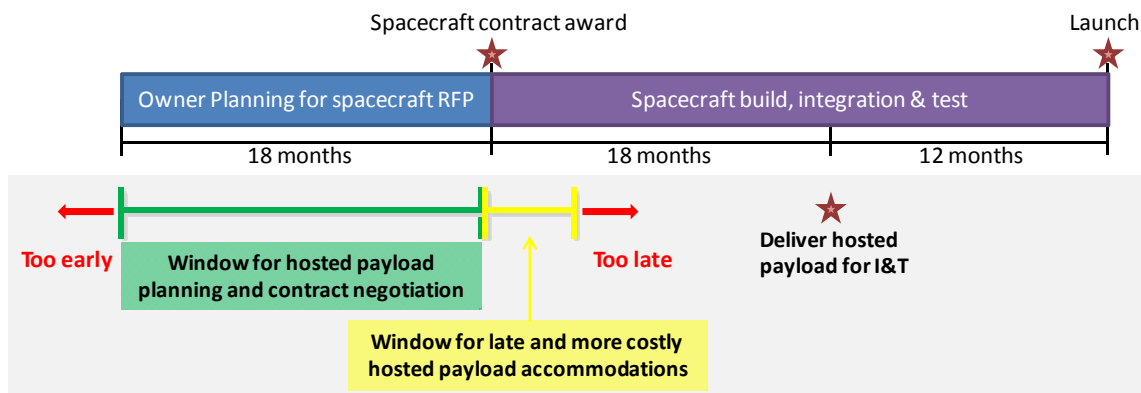 Spacecraft contract award
Launch
Owner Planning for spacecraft RFP
Spacecraft build, integration & test
18 months
18 months
12 months
Too early
Window for hosted payload
planning and contract negotiation
Too late
Deliver hosted
payload for I&T
Window for late and more costly
hosted payload accommodations